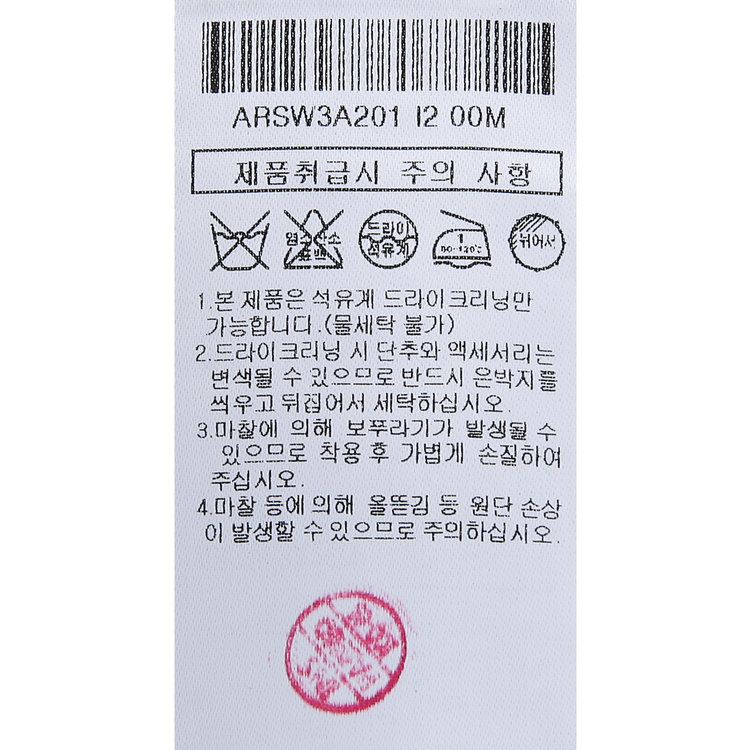 ARSW3A201 I2 00M
제품취급시 주의 사항
염소산소
표백
드라이
석유계
1
80-120℃
뉘어서
1.본 제품은 석유계 드라이크리닝만
가능합니다.(물세탁 불가)
2.드라이크리닝 시 단추와 액세서리는
변색될 수 있으므로 반드시 은박지를
씌우고 뒤집어서 세탁하십시오.
3.마찰에 의해 보푸라기가 발생될 수
있으므로 착용 후 가볍게 손질하여
주십시오.
4.마찰 등에 의해 올뜯김 등 원단 손상
이 발생할 수 있으므로 주의하십시오.